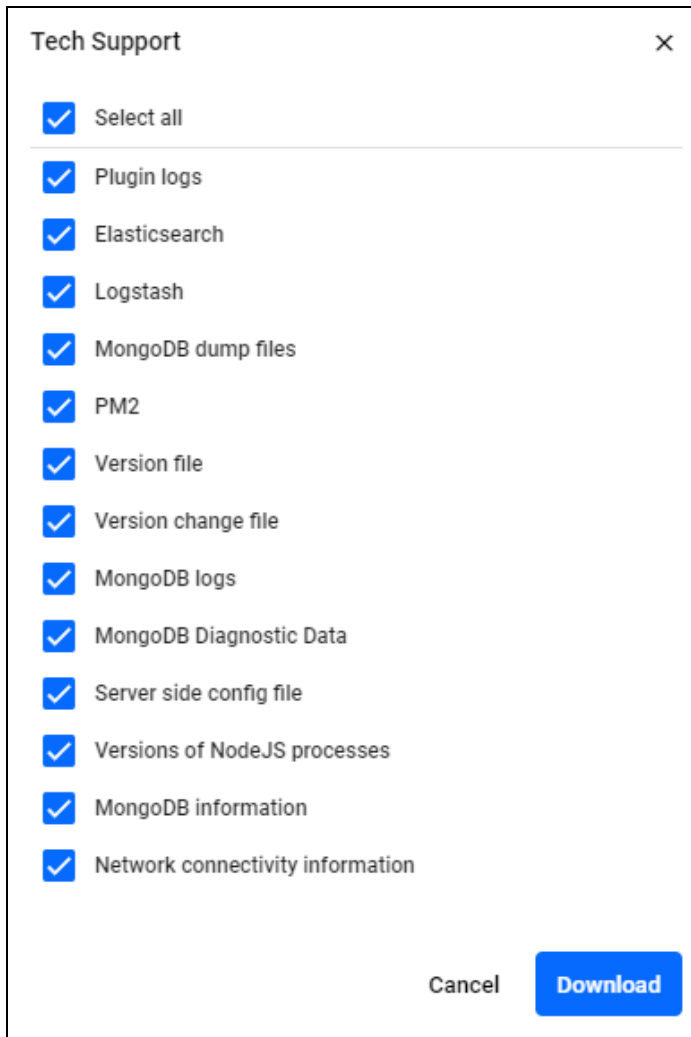 Tech Support
Select all
Plugin logs
Elasticsearch
Logstash
MongoDB dump files
PM2
Version file
Version change file
MongoDB logs
MongoDB Diagnostic Data
Server side config file
Versions of NodeJS processes
MongoDB information
Network connectivity information
Cancel Download